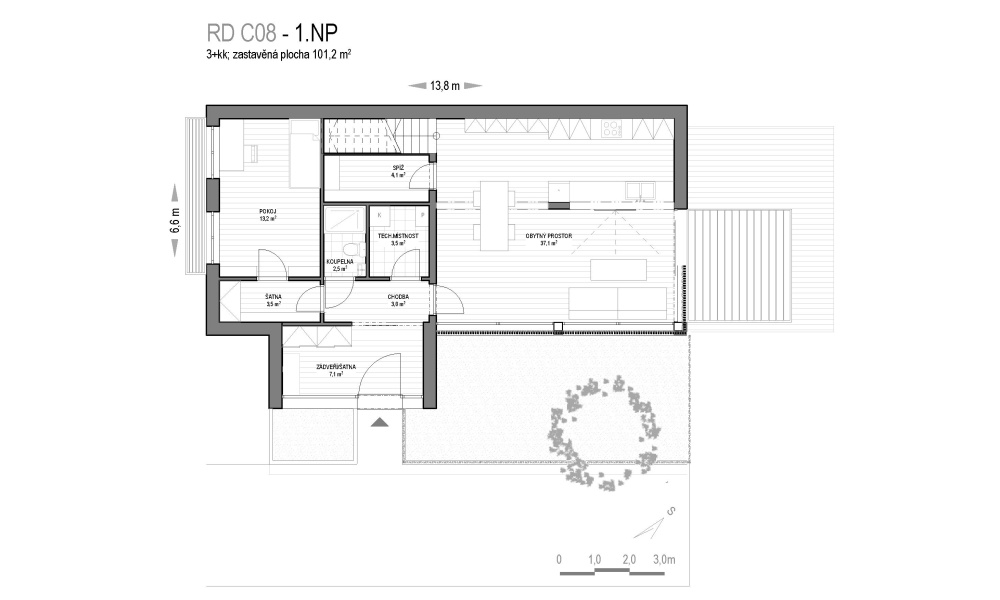 RD C08 - 1.NP
3+kk; zastavěná plocha 101,2 m²
13,8 m
6,6 m
SPÍŽ
4,1 m²
POKOJ
13,2 m²
K P
TECH.MÍSTNOST
3,5 m²
OBYTNÝ PROSTOR
37,1 m²
KOUPELNA
2,5 m²
ŠATNA
3,5 m²
CHODBA
3,8 m²
ZÁDVEŘÍ/ŠATNA
7,1 m²
S
0 1,0 2,0 3,0m